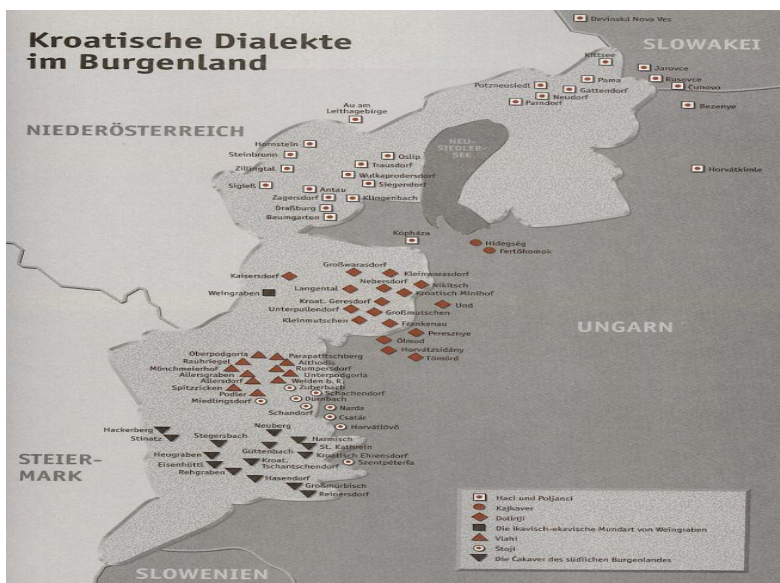 Kroatische Dialekte
im Burgenland
Devinská Nova Ves
SLOWAKEI
Kittsee
Jarovce
Rusovce
Čunovo
Pama
Potzneusiedl
Gattendorf
Neudorf
Parndorf
Bezenye
Au am
Leithagebirge
NIEDERÖSTERREICH
Hornstein
NEU-
SIEDLER-
SEE
Steinbrunn
Oslip
Trausdorf
Zillingtal
Wulkaprodersdorf
Horvátkimle
Sigleß
Siegendorf
Antau
Zagersdorf
Klingenbach
Draßburg
Baumgarten
Kópháza
Hidegség
Fertőhomok
Großwarasdorf
Kaisersdorf
Kleinwarasdorf
Nebersdorf
Nikitsch
Langental
Weingraben
Kroatisch Minihof
Kroat. Geresdorf
Und
Unterpullendorf
Großmutschen
Kleinmutschen
Frankenau
UNGARN
Peresznye
Ólmod
Horvátzsidány
Tömörd
Oberpodgoria
Parapatitschberg
Rauhriegel
Althodis
Mönchmeierhof
Rumpersdorf
Allersgraben
Unterpodgoria
Allersdorf
Weiden b. R.
Spitzzicken
Zuberbach
Podler
Schachendorf
Miedlingsdorf
Dürnbach
Schandorf
Narda
Csatár
Horvátlövő
Neuberg
Hackerberg
Stinatz
Stegersbach
Harmisch
St. Kathrein
Güttenbach
Heugraben
Kroatisch Ehrensdorf
STEIER-
MARK
Eisenhüttl
Kroat.
Tschantschendorf
Szentpéterfa
Rehgraben
Hasendorf
Großmürbisch
Reinersdorf
SLOWENIEN
Haci und Poljanci
Kajkaver
Dolinji
Die ikavisch-ekavische Mundart von Weingraben
Vlahi
Štoji
Die Čakaver des südlichen Burgenlandes